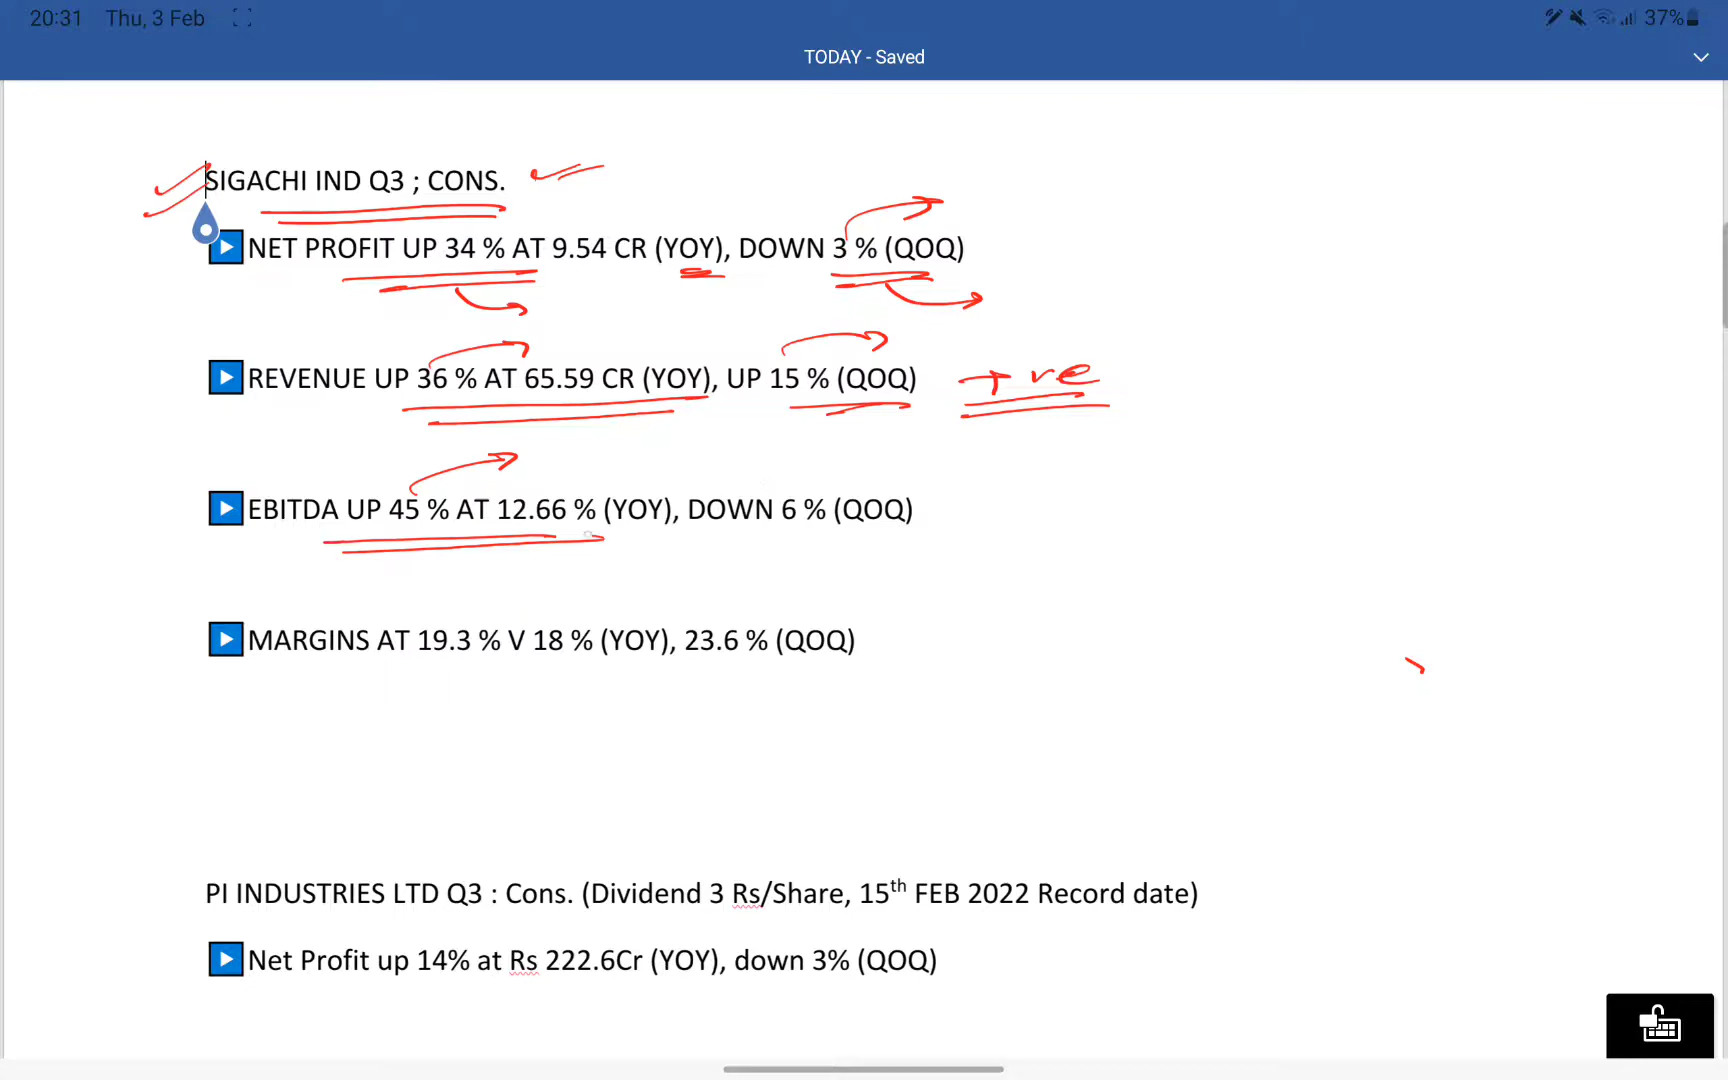 20:31 Thu, 3 Feb 37%
TODAY - Saved
SIGACHI IND Q3 ; CONS.
NET PROFIT UP 34 % AT 9.54 CR (YOY), DOWN 3 % (QOQ)
REVENUE UP 36 % AT 65.59 CR (YOY), UP 15 % (QOQ) +ve
EBITDA UP 45 % AT 12.66 % (YOY), DOWN 6 % (QOQ)
MARGINS AT 19.3 % V 18 % (YOY), 23.6 % (QOQ)
PI INDUSTRIES LTD Q3 : Cons. (Dividend 3 Rs/Share, 15th FEB 2022 Record date)
Net Profit up 14% at Rs 222.6Cr (YOY), down 3% (QOQ)